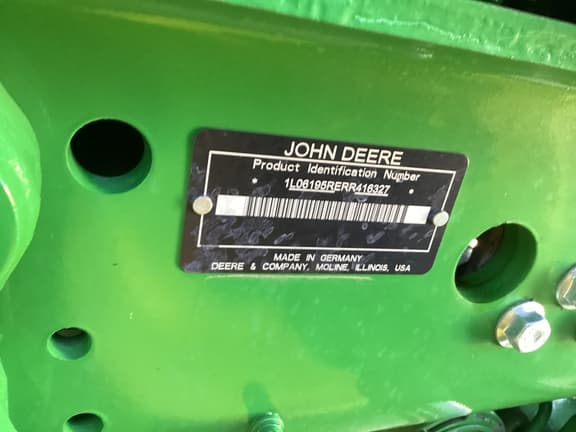 JOHN DEERE
Product Identification Number
* 1L06195RERR416327 *
MADE IN GERMANY
DEERE & COMPANY, MOLINE, ILLINOIS, USA